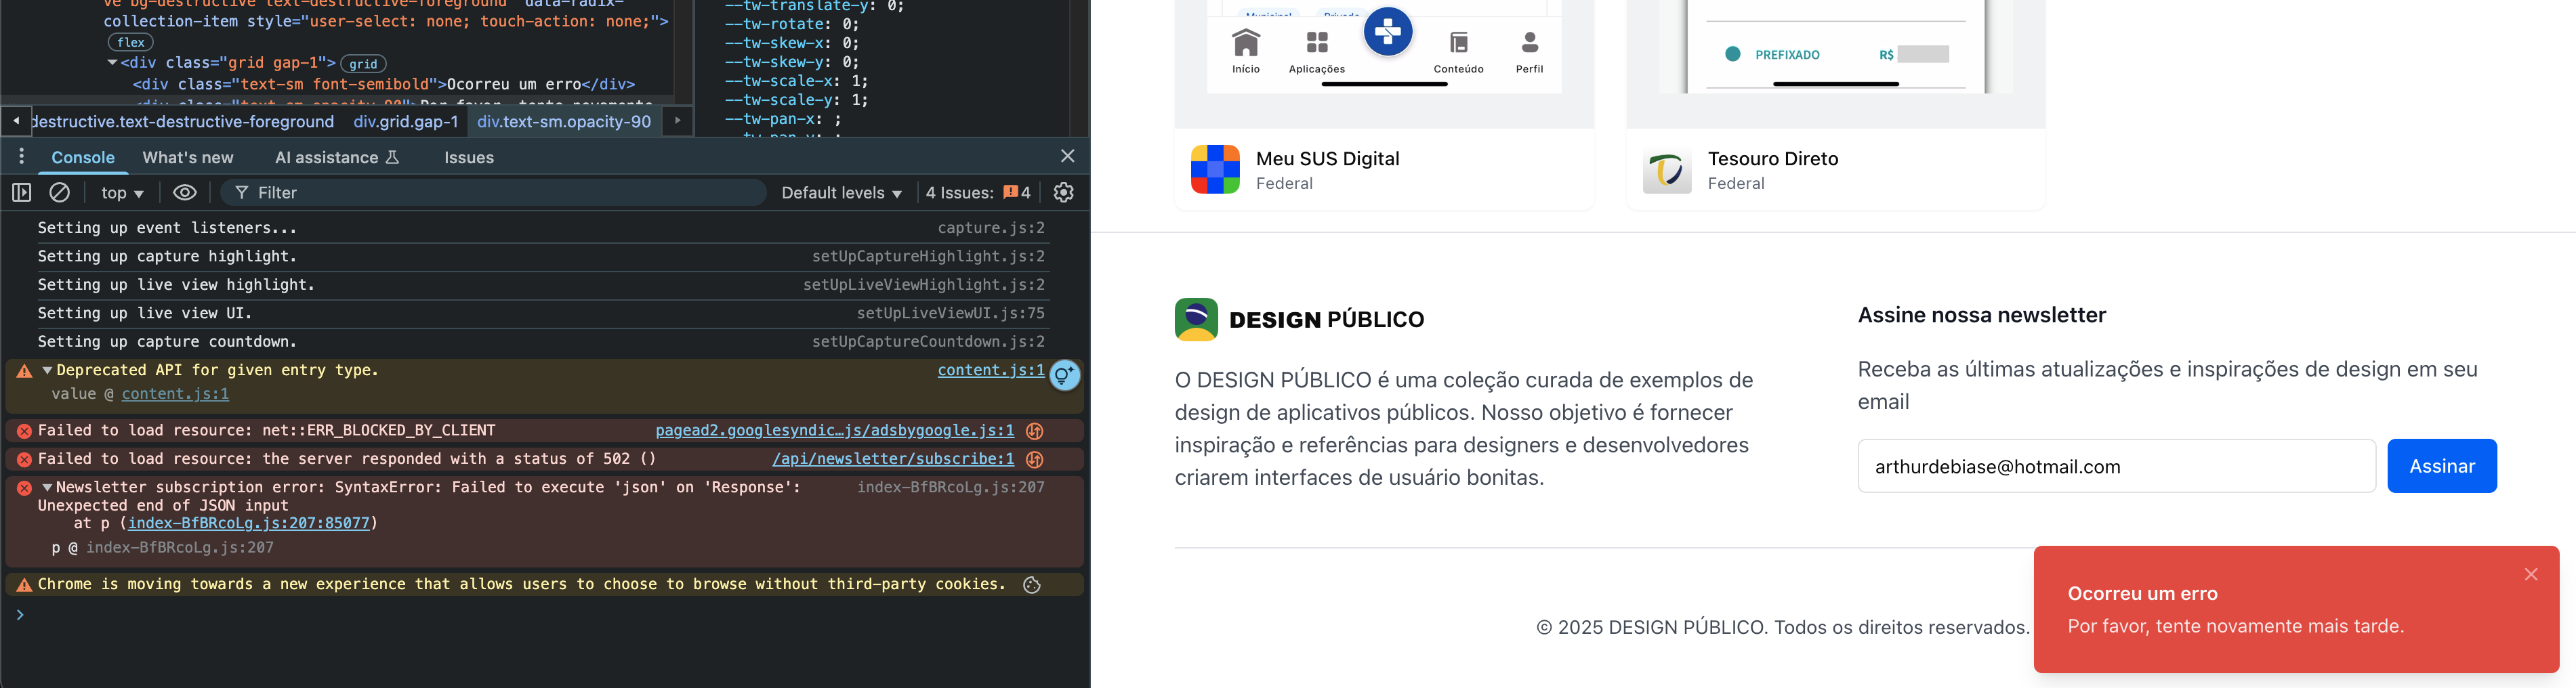 ve bg-destructive text-destructive-foreground" data-radix-
collection-item style="user-select: none; touch-action: none;">
flex
<div class="grid gap-1"> grid
<div class="text-sm font-semibold">Ocorreu um erro</div>
<div class="text-sm opacity-90">Por favor, tente novamente
destructive.text-destructive-foreground div.grid.gap-1 div.text-sm.opacity-90
--tw-translate-y: 0;
--tw-rotate: 0;
--tw-skew-x: 0;
--tw-skew-y: 0;
--tw-scale-x: 1;
--tw-scale-y: 1;
--tw-pan-x: ;
--tw-pan-y: ;
Console What's new AI assistance Issues
top Filter Default levels 4 Issues: 4
Setting up event listeners... capture.js:2
Setting up capture highlight. setUpCaptureHighlight.js:2
Setting up live view highlight. setUpLiveViewHighlight.js:2
Setting up live view UI. setUpLiveViewUI.js:75
Setting up capture countdown. setUpCaptureCountdown.js:2
Deprecated API for given entry type. content.js:1
value @ content.js:1
Failed to load resource: net::ERR_BLOCKED_BY_CLIENT pagead2.googlesyndic…js/adsbygoogle.js:1
Failed to load resource: the server responded with a status of 502 () /api/newsletter/subscribe:1
Newsletter subscription error: SyntaxError: Failed to execute 'json' on 'Response': index-BfBRcoLg.js:207
Unexpected end of JSON input
at p (index-BfBRcoLg.js:207:85077)
p @ index-BfBRcoLg.js:207
Chrome is moving towards a new experience that allows users to choose to browse without third-party cookies.
Municipal Privado
Início Aplicações Conteúdo Perfil
Meu SUS Digital
Federal
PREFIXADO R$
Tesouro Direto
Federal
DESIGN PÚBLICO
O DESIGN PÚBLICO é uma coleção curada de exemplos de
design de aplicativos públicos. Nosso objetivo é fornecer
inspiração e referências para designers e desenvolvedores
criarem interfaces de usuário bonitas.
Assine nossa newsletter
Receba as últimas atualizações e inspirações de design em seu
email
arthurdebiase@hotmail.com Assinar
© 2025 DESIGN PÚBLICO. Todos os direitos reservados.
Ocorreu um erro
Por favor, tente novamente mais tarde.